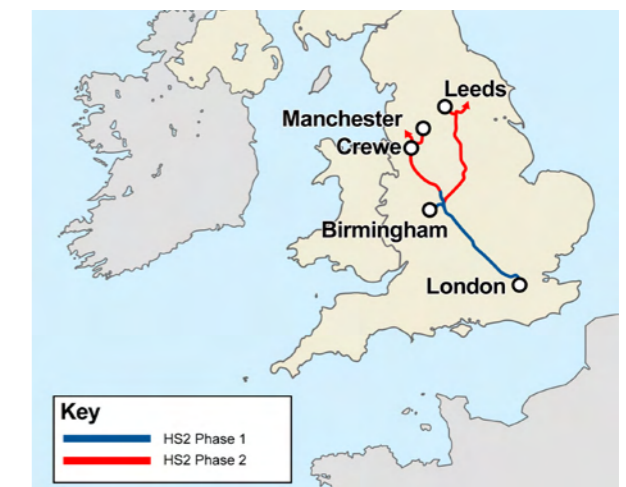 Leeds
Manchester
Crewe
Birmingham
London
Key
HS2 Phase 1
HS2 Phase 2